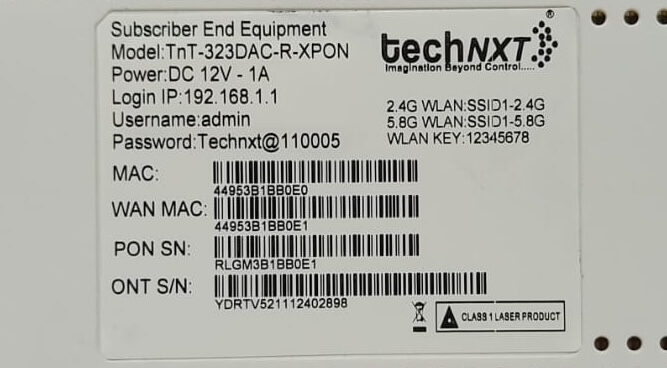 Subscriber End Equipment
Model:TnT-323DAC-R-XPON
Power:DC 12V - 1A
Login IP:192.168.1.1
Username:admin
Password:Technxt@110005
techNXT®
Imagination Beyond Control.....
2.4G WLAN:SSID1-2.4G
5.8G WLAN:SSID1-5.8G
WLAN KEY:12345678
MAC:
44953B1BB0E0
WAN MAC:
44953B1BB0E1
PON SN:
RLGM3B1BB0E1
ONT S/N:
YDRTV521112402898
CLASS 1 LASER PRODUCT